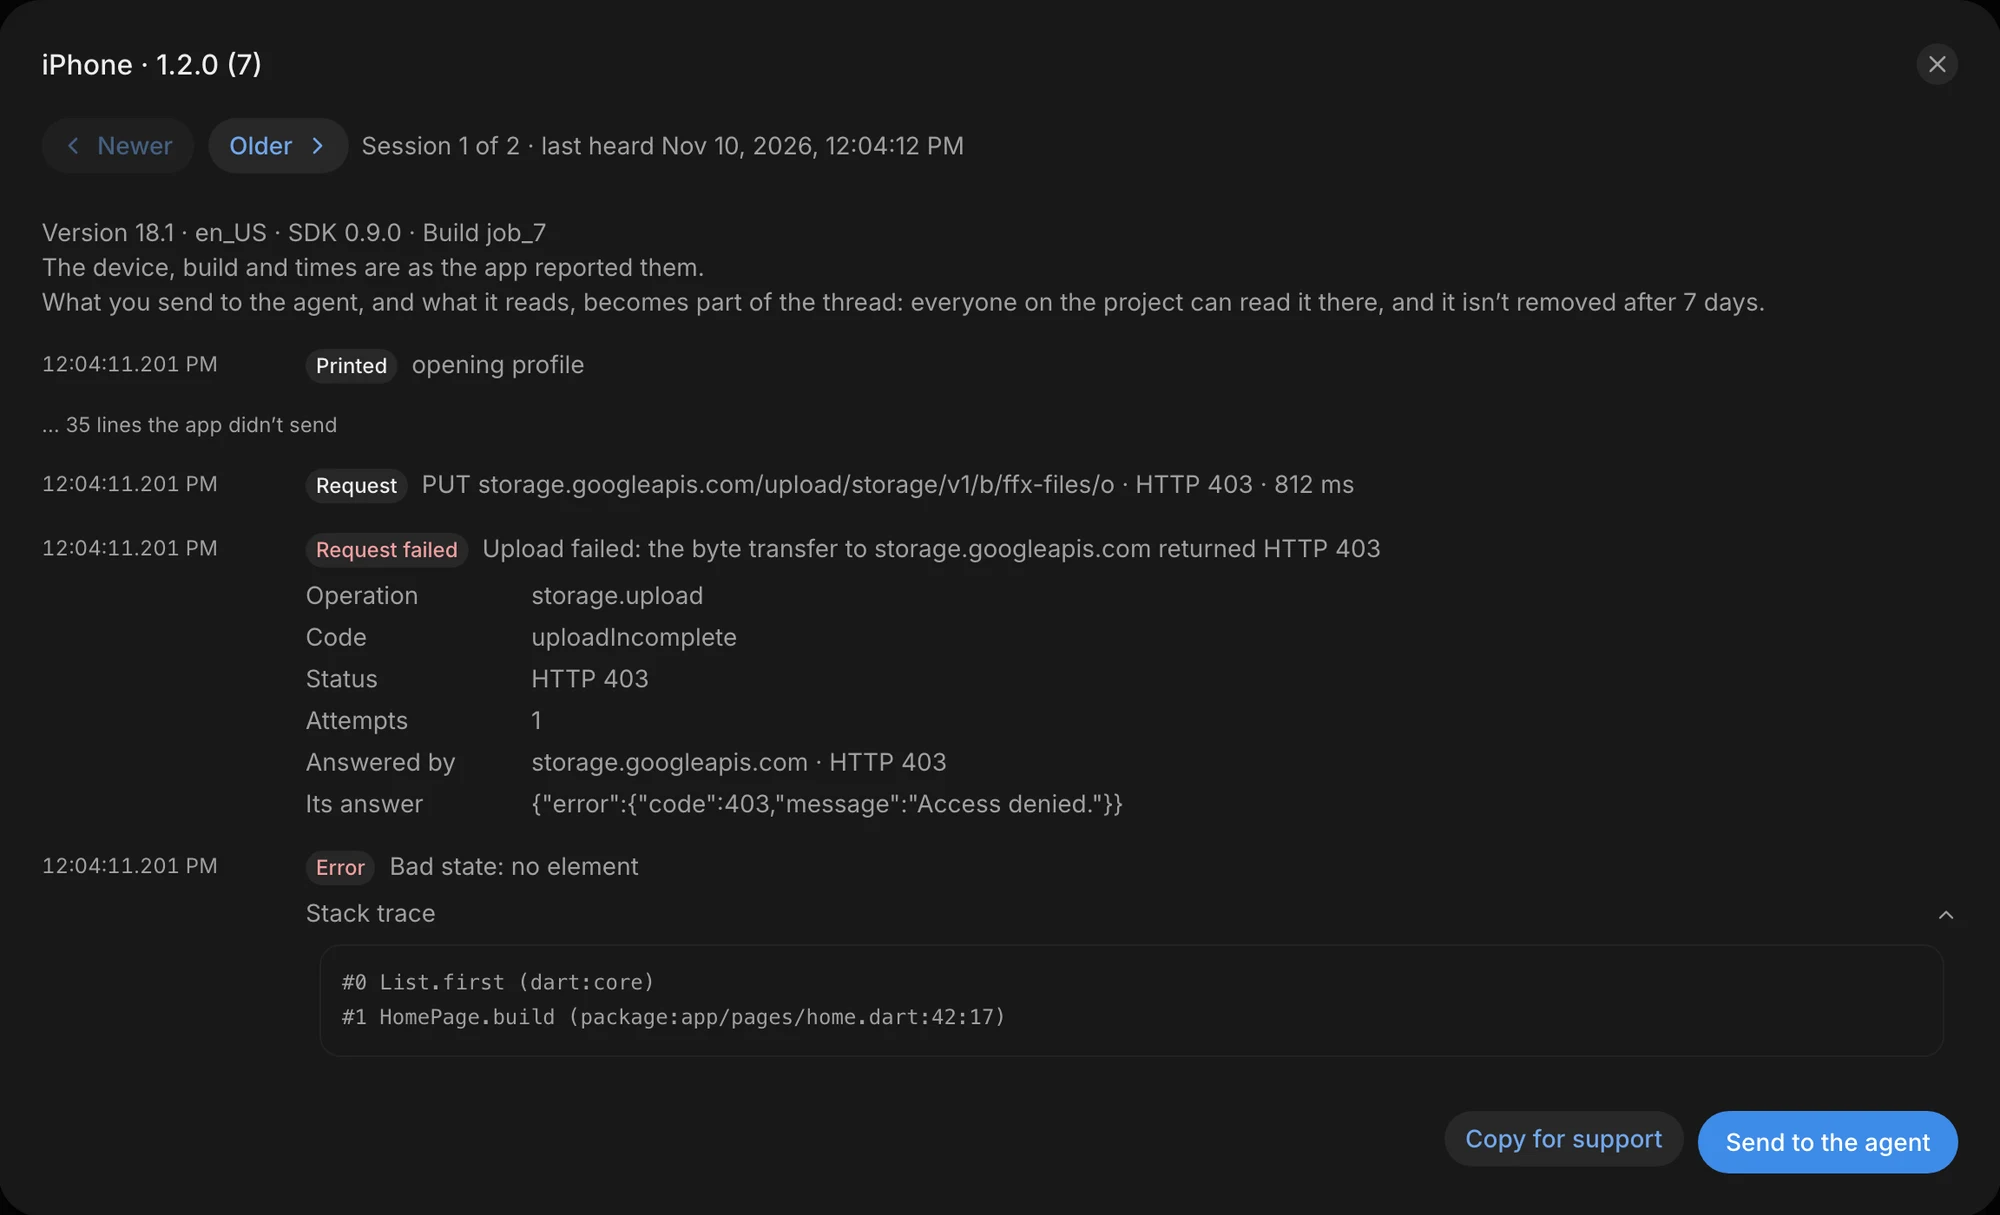 iPhone · 1.2.0 (7)
Newer
Older
Session 1 of 2 · last heard Nov 10, 2026, 12:04:12 PM
Version 18.1 · en_US · SDK 0.9.0 · Build job_7
The device, build and times are as the app reported them.
What you send to the agent, and what it reads, becomes part of the thread: everyone on the project can read it there, and it isn’t removed after 7 days.
12:04:11.201 PM Printed opening profile
... 35 lines the app didn’t send
12:04:11.201 PM Request PUT storage.googleapis.com/upload/storage/v1/b/ffx-files/o · HTTP 403 · 812 ms
12:04:11.201 PM Request failed Upload failed: the byte transfer to storage.googleapis.com returned HTTP 403
Operation storage.upload
Code uploadIncomplete
Status HTTP 403
Attempts 1
Answered by storage.googleapis.com · HTTP 403
Its answer {"error":{"code":403,"message":"Access denied."}}
12:04:11.201 PM Error Bad state: no element
Stack trace
#0 List.first (dart:core)
#1 HomePage.build (package:app/pages/home.dart:42:17)
Copy for support
Send to the agent